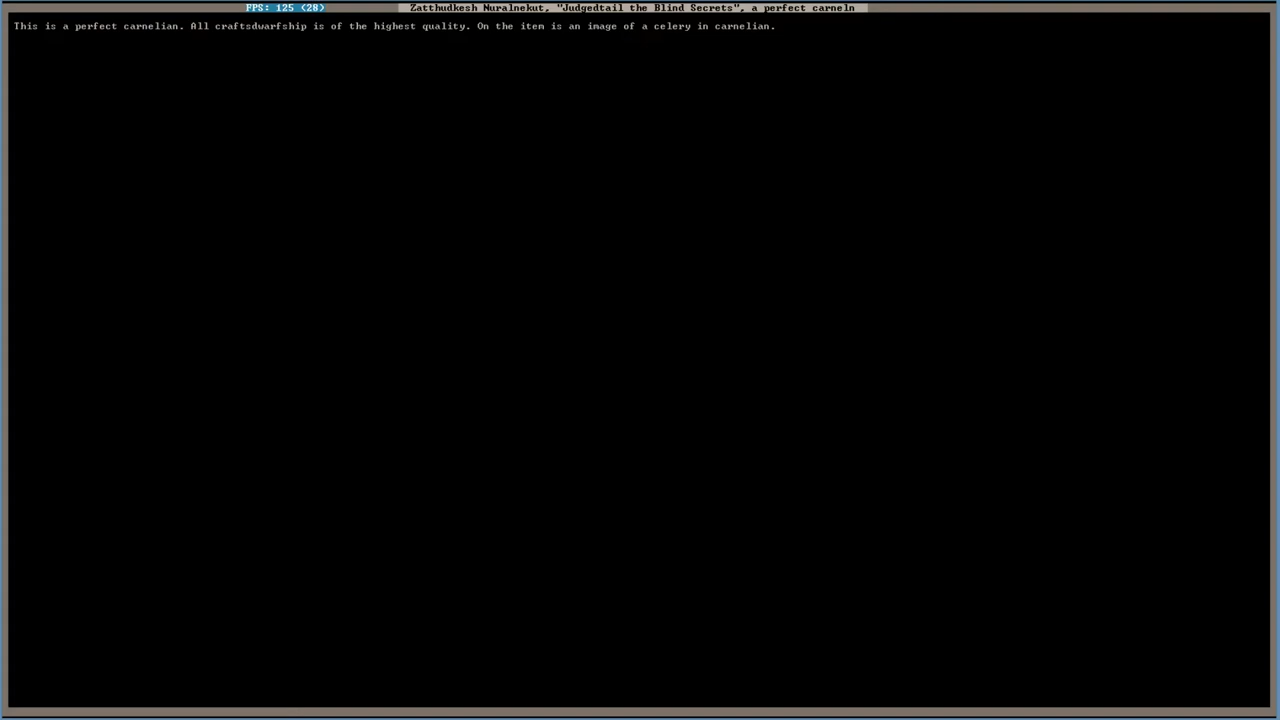 FPS: 125 (28) Zatthudkesh Nuralnekut, "Judgedtail the Blind Secrets", a perfect carneln
This is a perfect carnelian. All craftsdwarfship is of the highest quality. On the item is an image of a celery in carnelian.